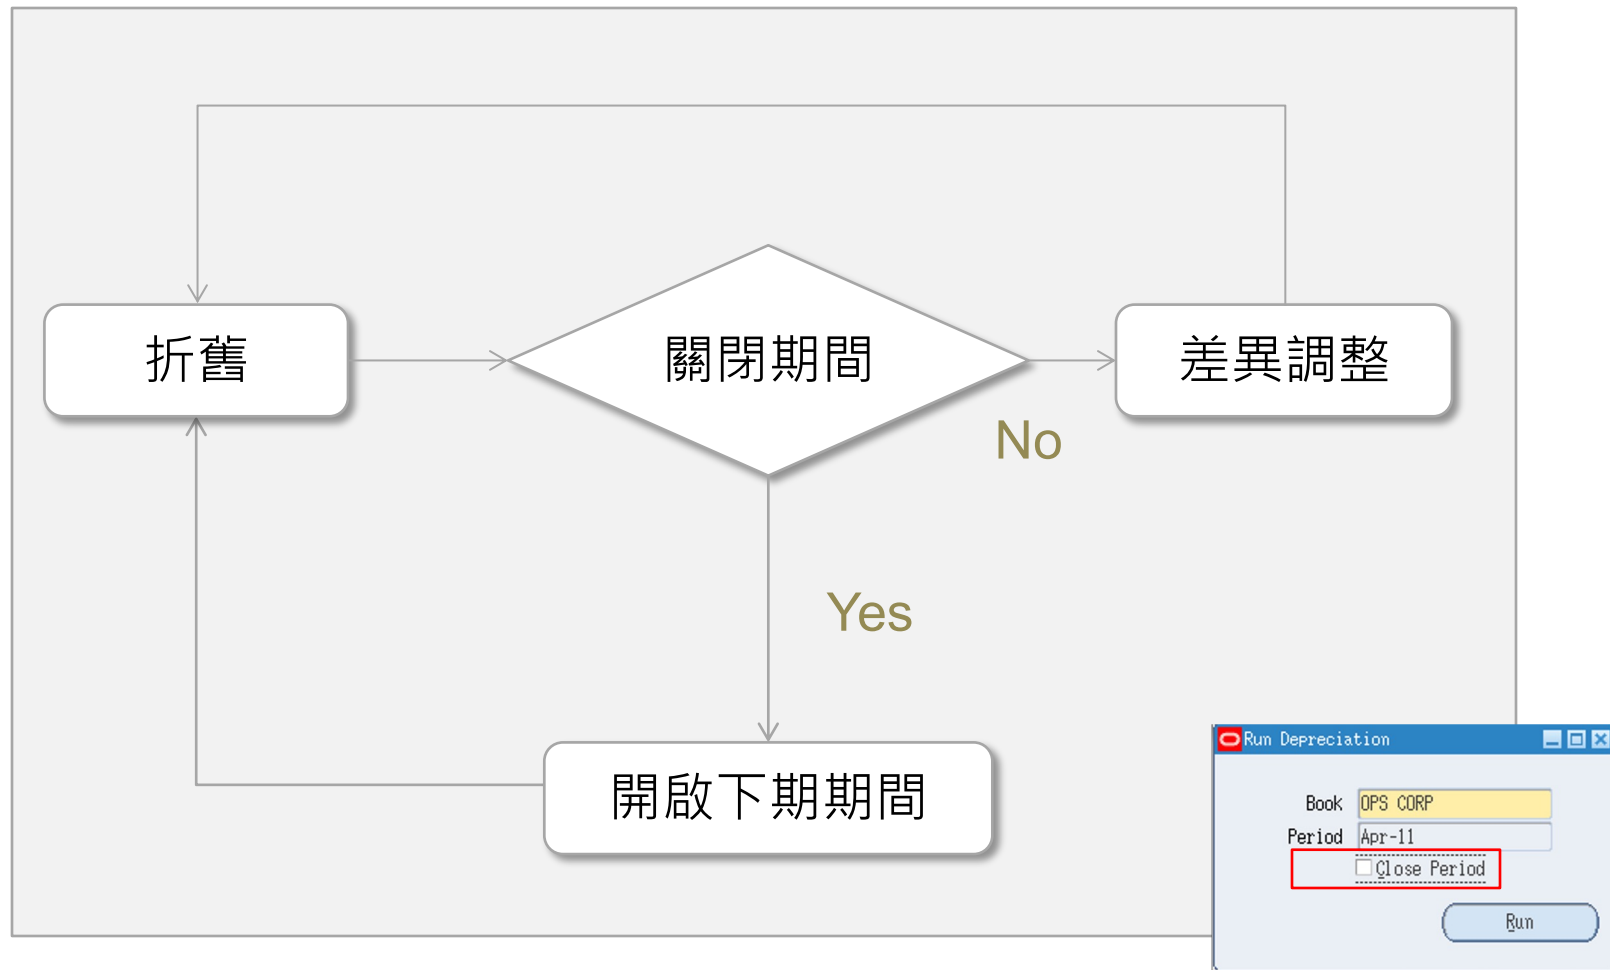 折舊
關閉期間
差異調整
No
Yes
開啟下期期間
Run Depreciation
Book OPS CORP
Period Apr-11
Close Period
Run